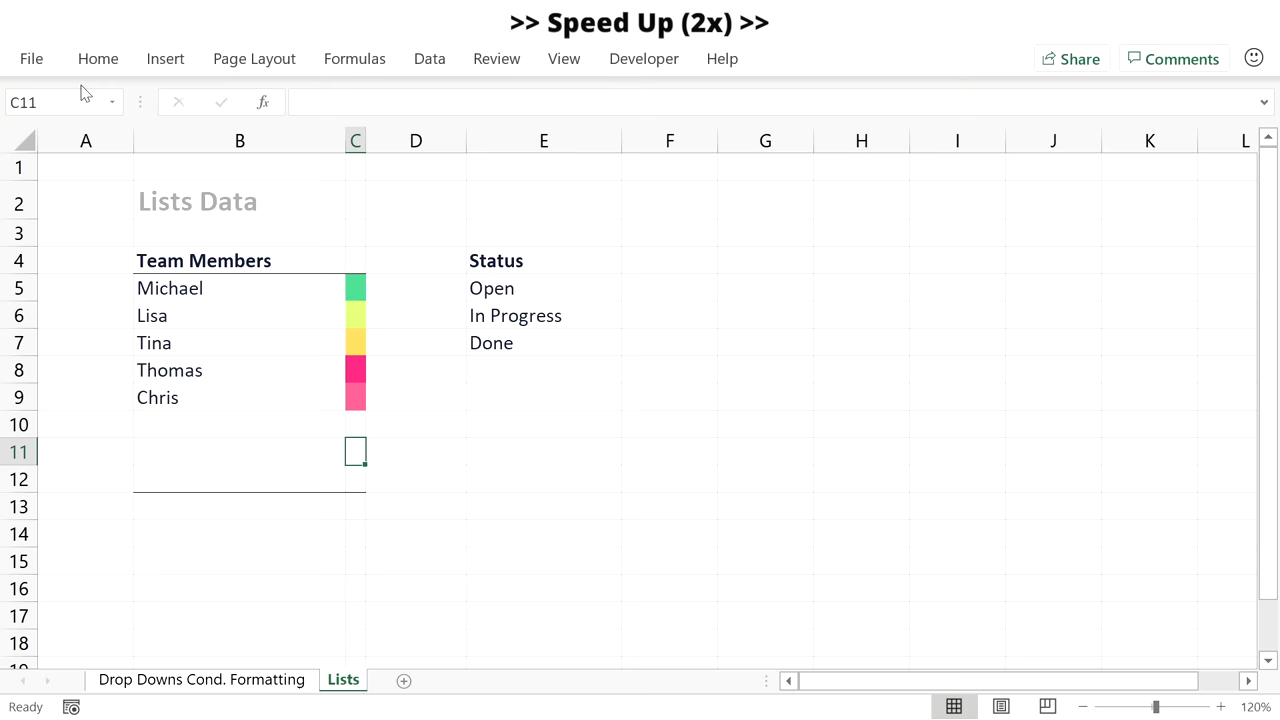 >> Speed Up (2x) >>
File Home Insert Page Layout Formulas Data Review View Developer Help Share Comments
C11 fx
A B C D E F G H I J K L
1
2 Lists Data
3
4 Team Members Status
5 Michael Open
6 Lisa In Progress
7 Tina Done
8 Thomas
9 Chris
10
11
12
13
14
15
16
17
18
19
Drop Downs Cond. Formatting Lists
Ready 120%